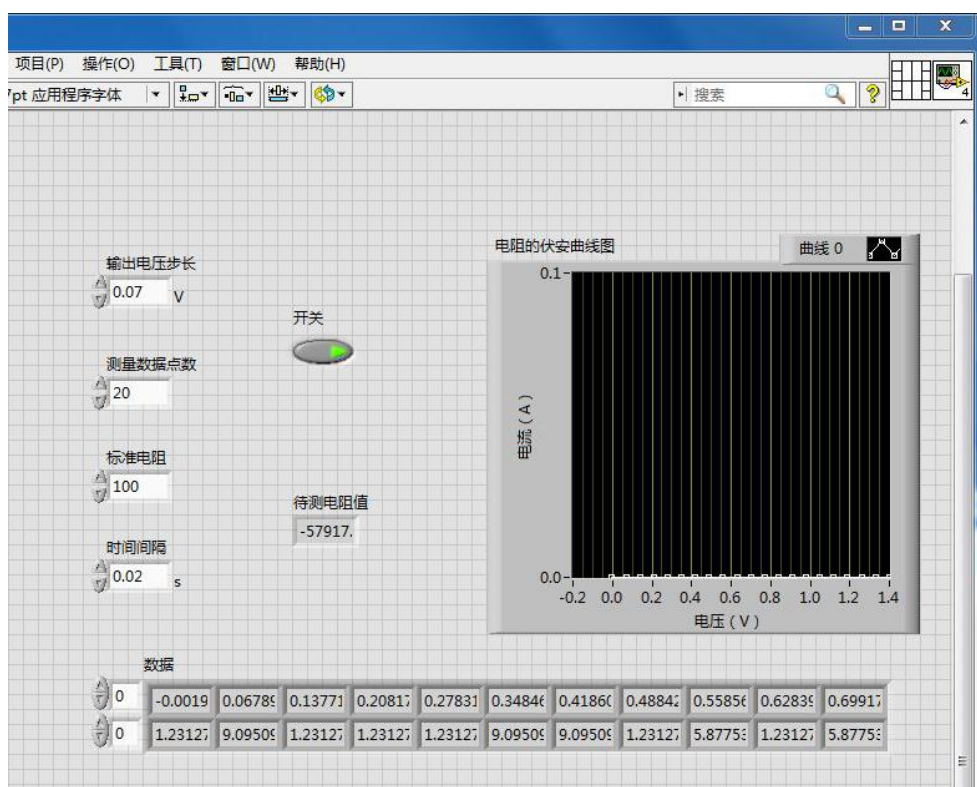 项目(P) 操作(O) 工具(T) 窗口(W) 帮助(H)
7pt 应用程序字体
搜索
4
电阻的伏安曲线图
曲线 0
输出电压步长
0.07 V
开关
测量数据点数
20
标准电阻
100
待测电阻值
-57917.
时间间隔
0.02 s
0.1
电流 ( A )
0.0
-0.2 0.0 0.2 0.4 0.6 0.8 1.0 1.2 1.4
电压 ( V )
数据
0 -0.0019 0.06789 0.13771 0.20817 0.27831 0.34846 0.41860 0.48842 0.55856 0.62839 0.69917
0 1.23127 9.09509 1.23127 1.23127 1.23127 9.09509 9.09509 1.23127 5.87753 1.23127 5.87753